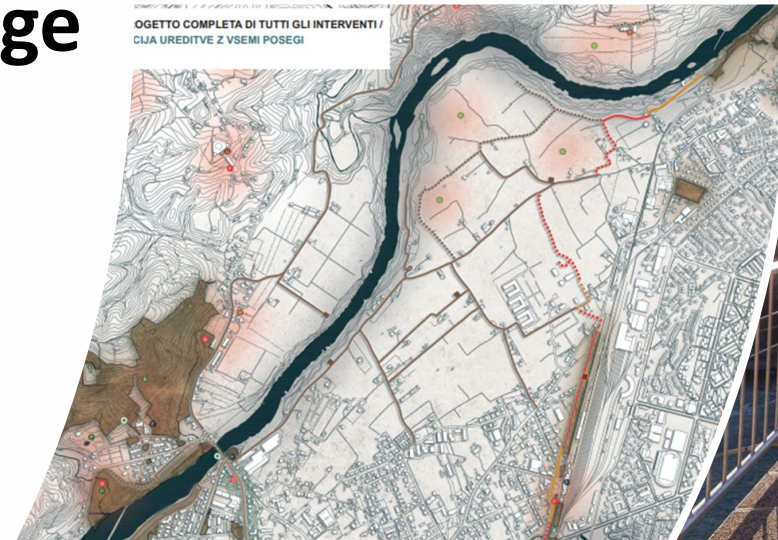 ge
OGETTO COMPLETA DI TUTTI GLI INTERVENTI /
CIJA UREDITVE Z VSEMI POSEGI